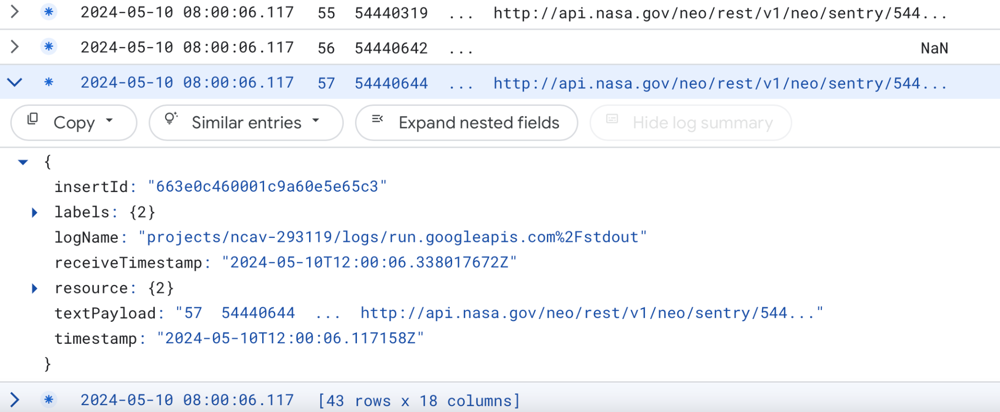 2024-05-10 08:00:06.117 55 54440319 ... http://api.nasa.gov/neo/rest/v1/neo/sentry/544...
2024-05-10 08:00:06.117 56 54440642 ... NaN
2024-05-10 08:00:06.117 57 54440644 ... http://api.nasa.gov/neo/rest/v1/neo/sentry/544...
Copy Similar entries Expand nested fields Hide log summary
{
insertId: "663e0c460001c9a60e5e65c3"
labels: {2}
logName: "projects/ncav-293119/logs/run.googleapis.com%2Fstdout"
receiveTimestamp: "2024-05-10T12:00:06.338017672Z"
resource: {2}
textPayload: "57 54440644 ... http://api.nasa.gov/neo/rest/v1/neo/sentry/544..."
timestamp: "2024-05-10T12:00:06.117158Z"
}
2024-05-10 08:00:06.117 [43 rows x 18 columns]